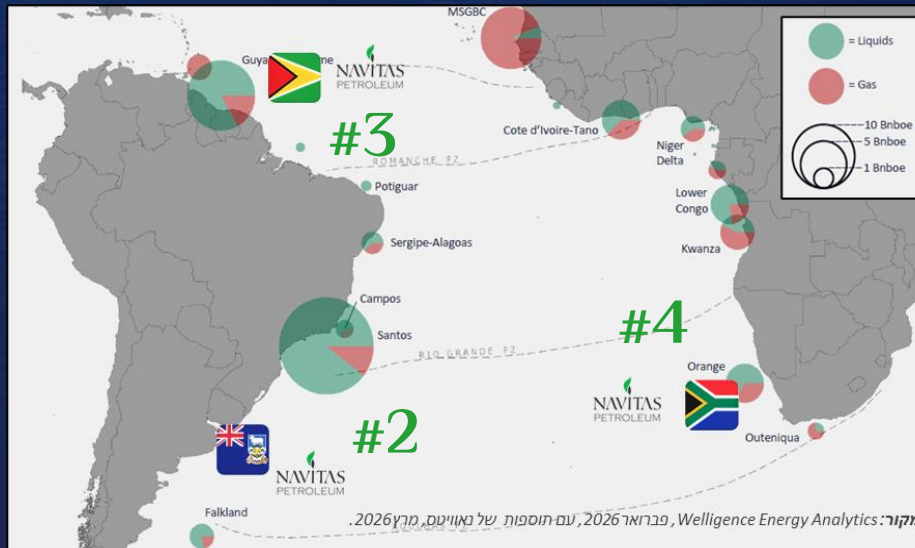 MSGBC
= Liquids
= Gas
10 Bnboe
5 Bnboe
1 Bnboe
NAVITAS
PETROLEUM
#3
Cote d'Ivoire-Tano
Niger
Delta
ROMANCHE FZ
Potiguar
Lower
Congo
Sergipe-Alagoas
Kwanza
Campos
Santos
#4
RIO GRANDE FZ
Orange
NAVITAS
PETROLEUM
#2
Outeniqua
NAVITAS
PETROLEUM
Falkland
מקור: Welligence Energy Analytics, פברואר 2026, עם תוספות של נאוויטס, מרץ 2026.